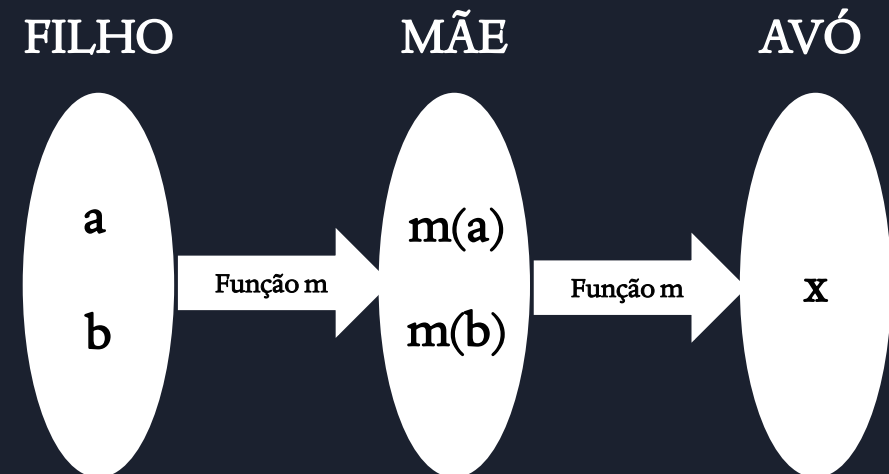 FILHO
MÃE
AVÓ
a
b
Função m
m(a)
m(b)
Função m
x